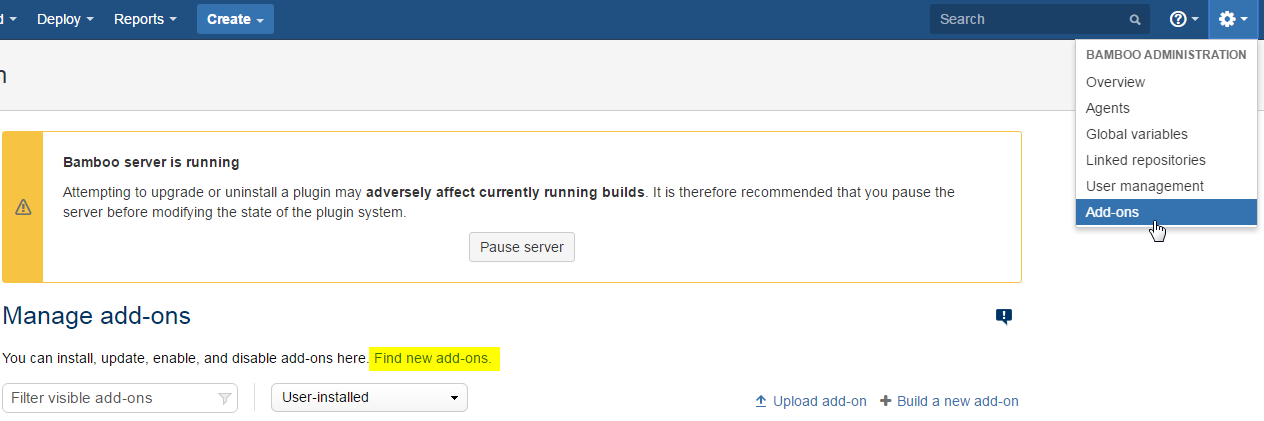 Deploy Reports Create Search
BAMBOO ADMINISTRATION
Overview
Agents
Global variables
Linked repositories
User management
Add-ons
Bamboo server is running
Attempting to upgrade or uninstall a plugin may adversely affect currently running builds. It is therefore recommended that you pause the
server before modifying the state of the plugin system.
Pause server
Manage add-ons
You can install, update, enable, and disable add-ons here. Find new add-ons.
Filter visible add-ons User-installed Upload add-on Build a new add-on